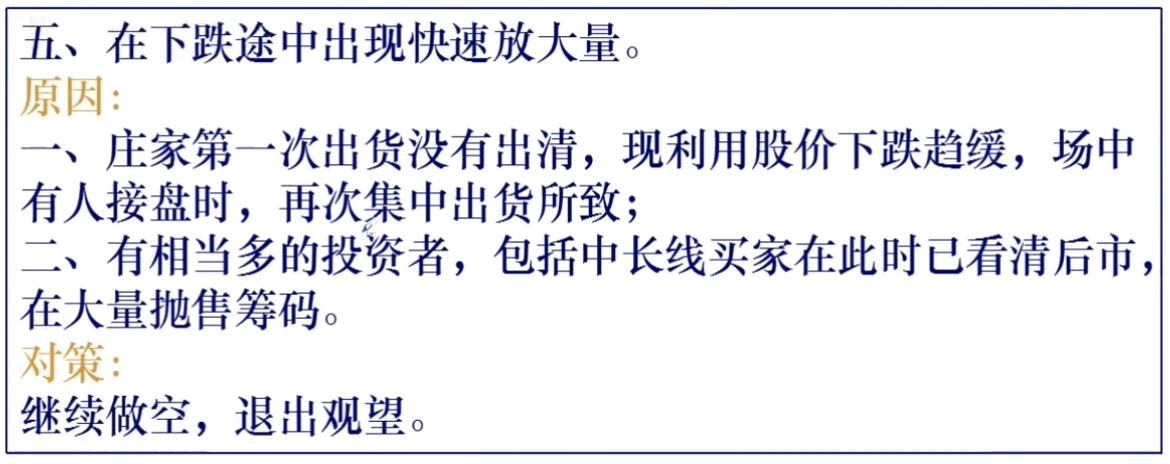 五、在下跌途中出现快速放大量。
原因:
一、庄家第一次出货没有出清，现利用股价下跌趋缓，场中
有人接盘时，再次集中出货所致；
二、有相当多的投资者，包括中长线买家在此时已看清后市，
在大量抛售筹码。
对策:
继续做空，退出观望。